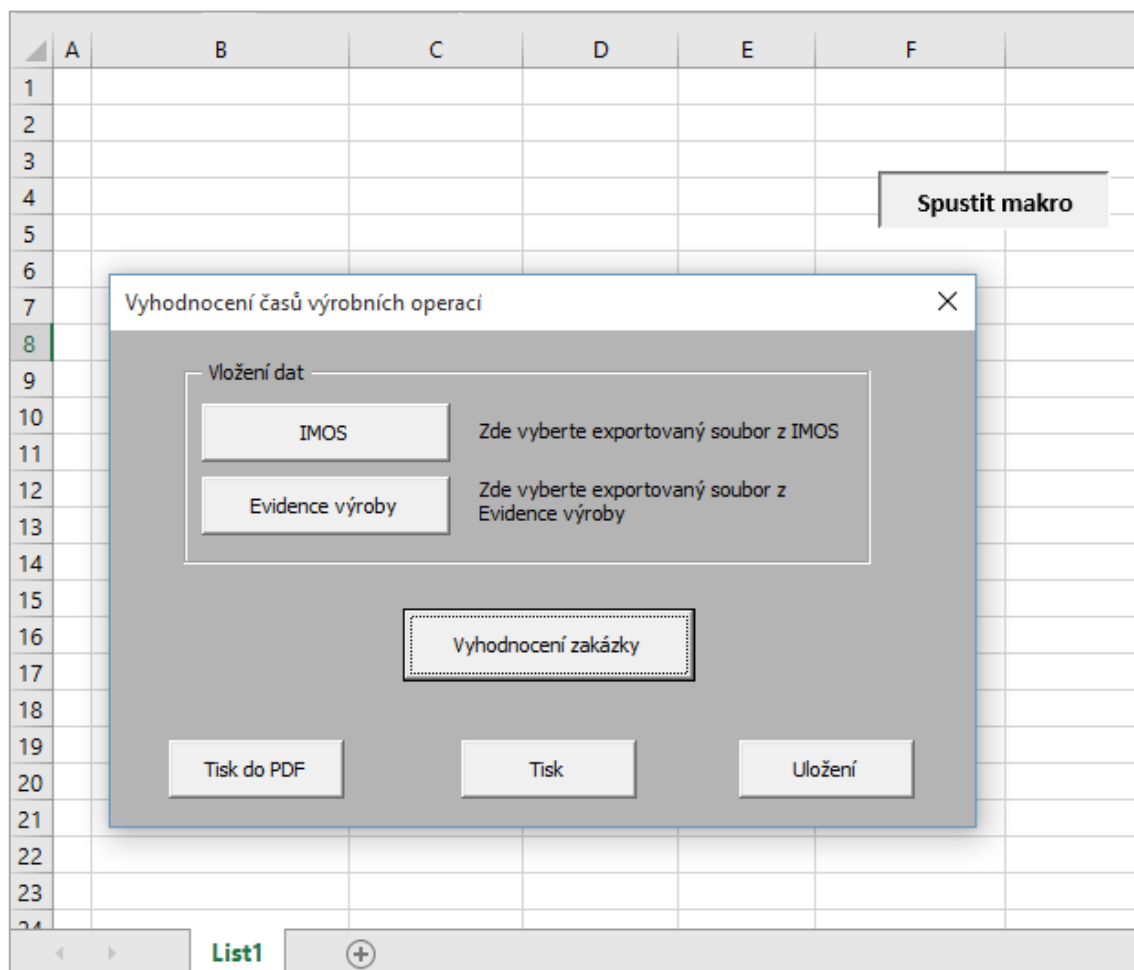 A B C D E F
1
2
3
4
Spustit makro
5
6
7
Vyhodnocení časů výrobních operací
8
9
Vložení dat
10
IMOS
Zde vyberte exportovaný soubor z IMOS
11
12
Evidence výroby
Zde vyberte exportovaný soubor z
Evidence výroby
13
14
15
16
Vyhodnocení zakázky
17
18
19
20
Tisk do PDF
Tisk
Uložení
21
22
23
24
List1